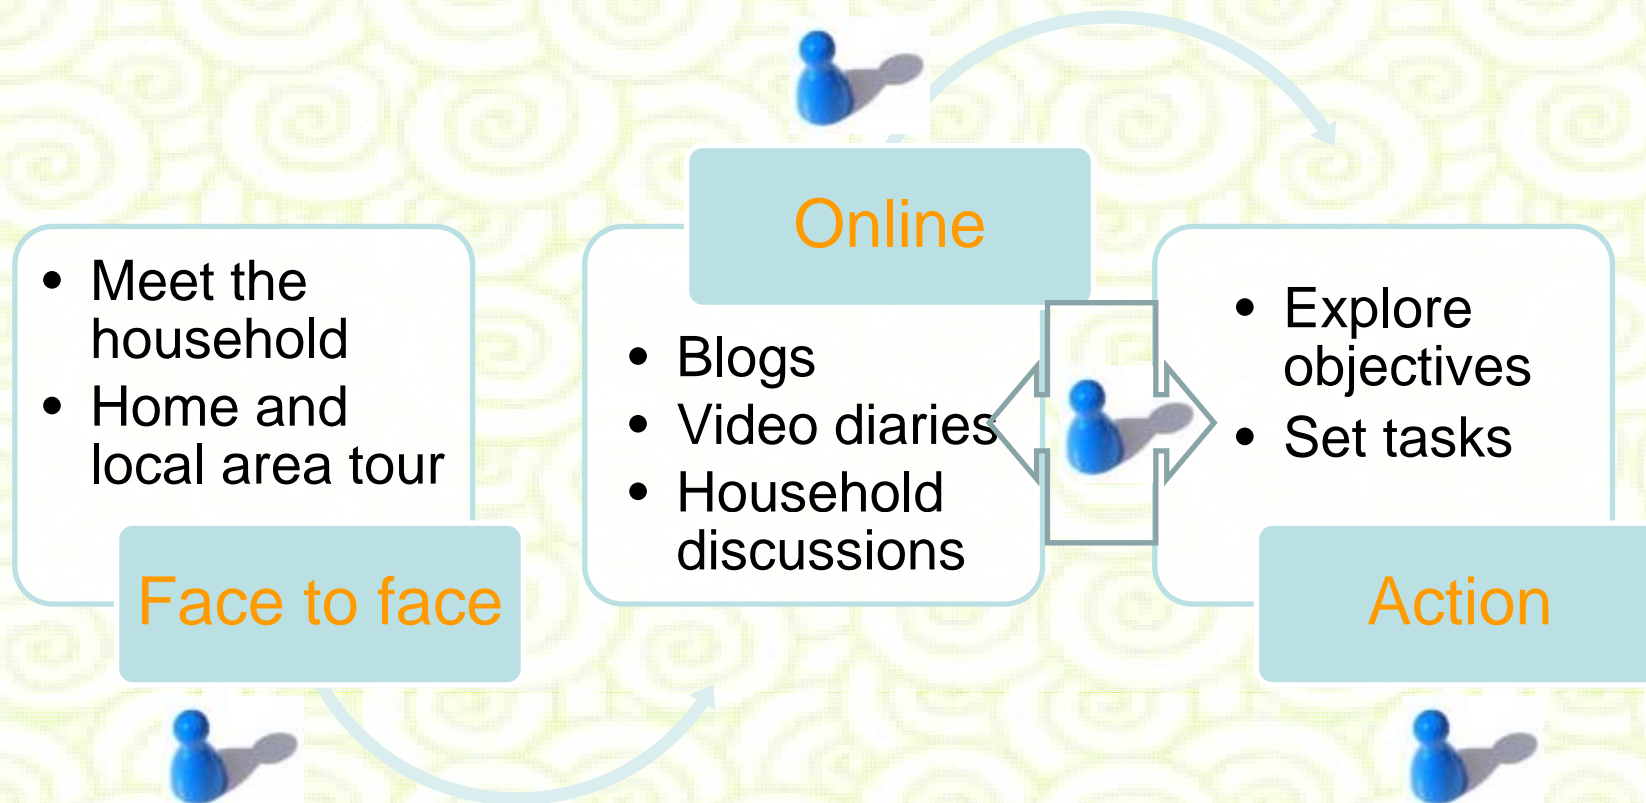 • Meet the
household
• Home and
local area tour
Face to face
Online
• Blogs
• Video diaries
• Household
discussions
• Explore
objectives
• Set tasks
Action